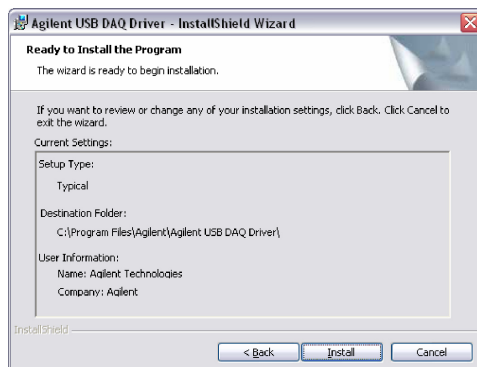 Agilent USB DAQ Driver - InstallShield Wizard
Ready to Install the Program
The wizard is ready to begin installation.
If you want to review or change any of your installation settings, click Back. Click Cancel to
exit the wizard.
Current Settings:
Setup Type:
Typical
Destination Folder:
C:\Program Files\Agilent\Agilent USB DAQ Driver\
User Information:
Name: Agilent Technologies
Company: Agilent
InstallShield
< Back
Install
Cancel